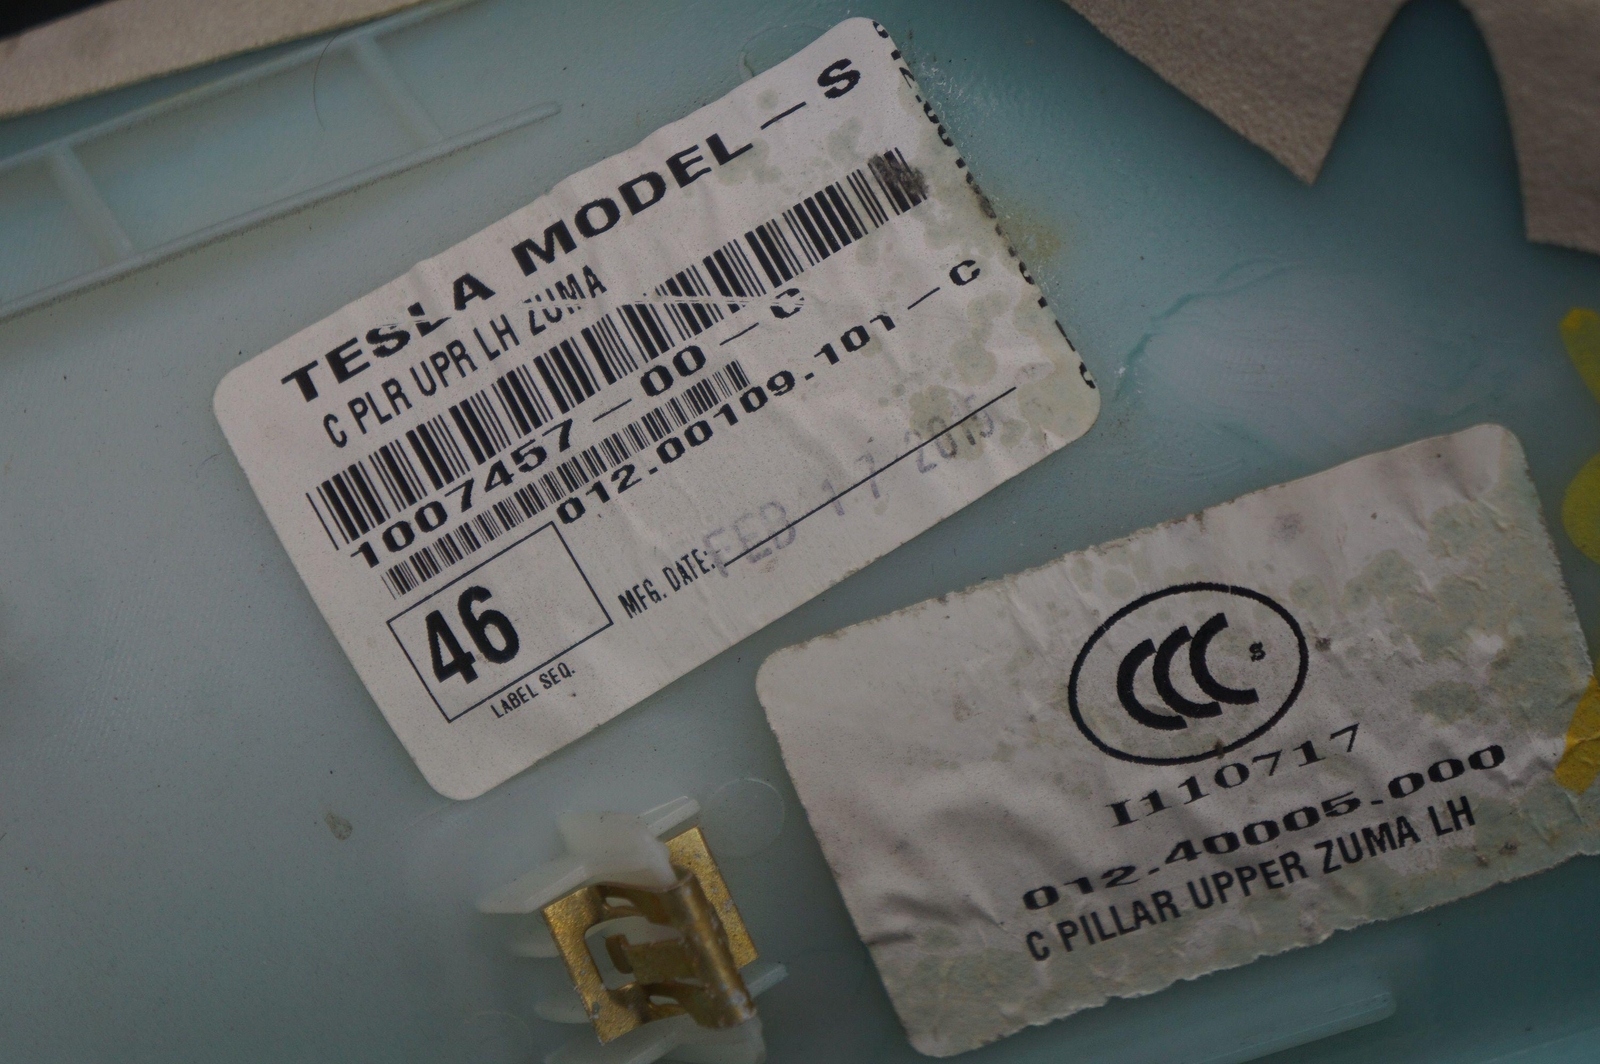 TESLA MODEL-S
C PLR UPR LH ZUMA
1007457-00-C
012.00109.101-C
46
LABEL SEQ.
MFG. DATE: FEB 17 2015
CCC S
I110717
012.40005.000
C PILLAR UPPER ZUMA LH